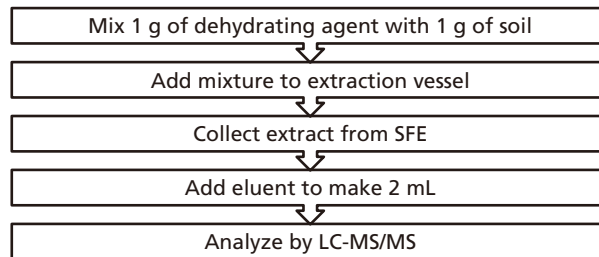 Mix 1 g of dehydrating agent with 1 g of soil
Add mixture to extraction vessel
Collect extract from SFE
Add eluent to make 2 mL
Analyze by LC-MS/MS